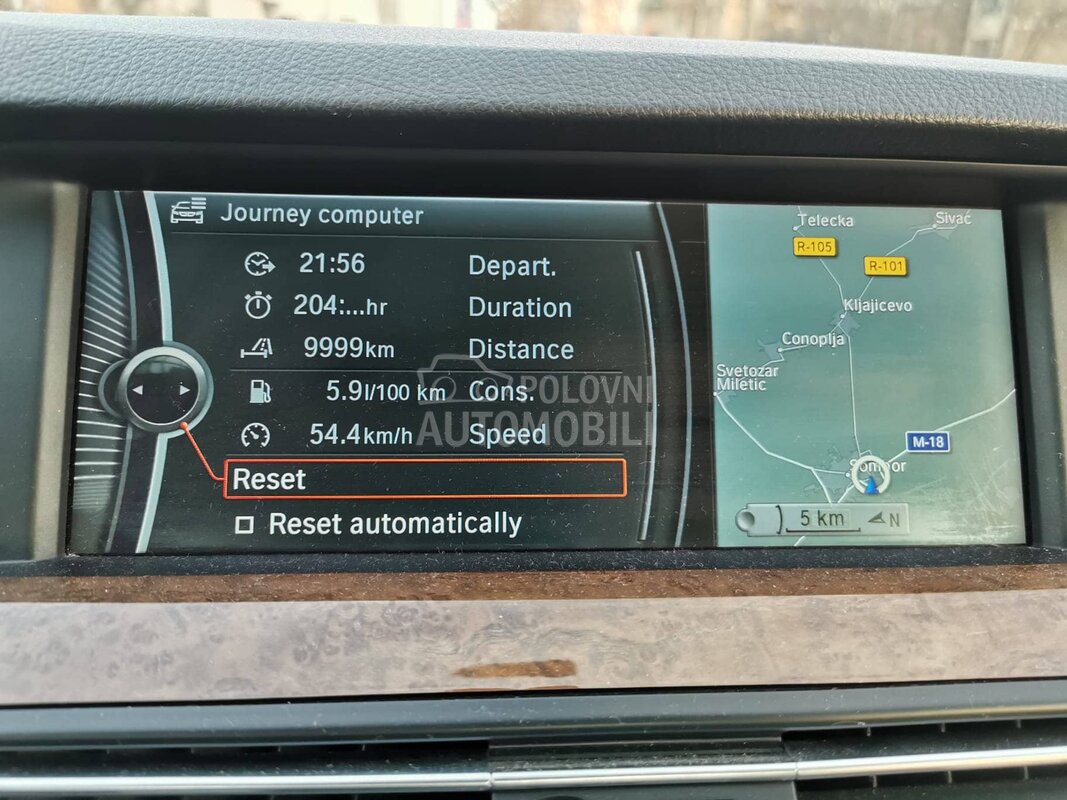 Journey computer
21:56 Depart.
204:...hr Duration
9999km Distance
5.9l/100 km Cons.
54.4km/h Speed
Reset
Reset automatically
Telecka
Sivać
R-105
R-101
Kljajicevo
Conoplja
Svetozar
Miletic
M-18
Sombor
5 km N
POLOVNI
AUTOMOBILI